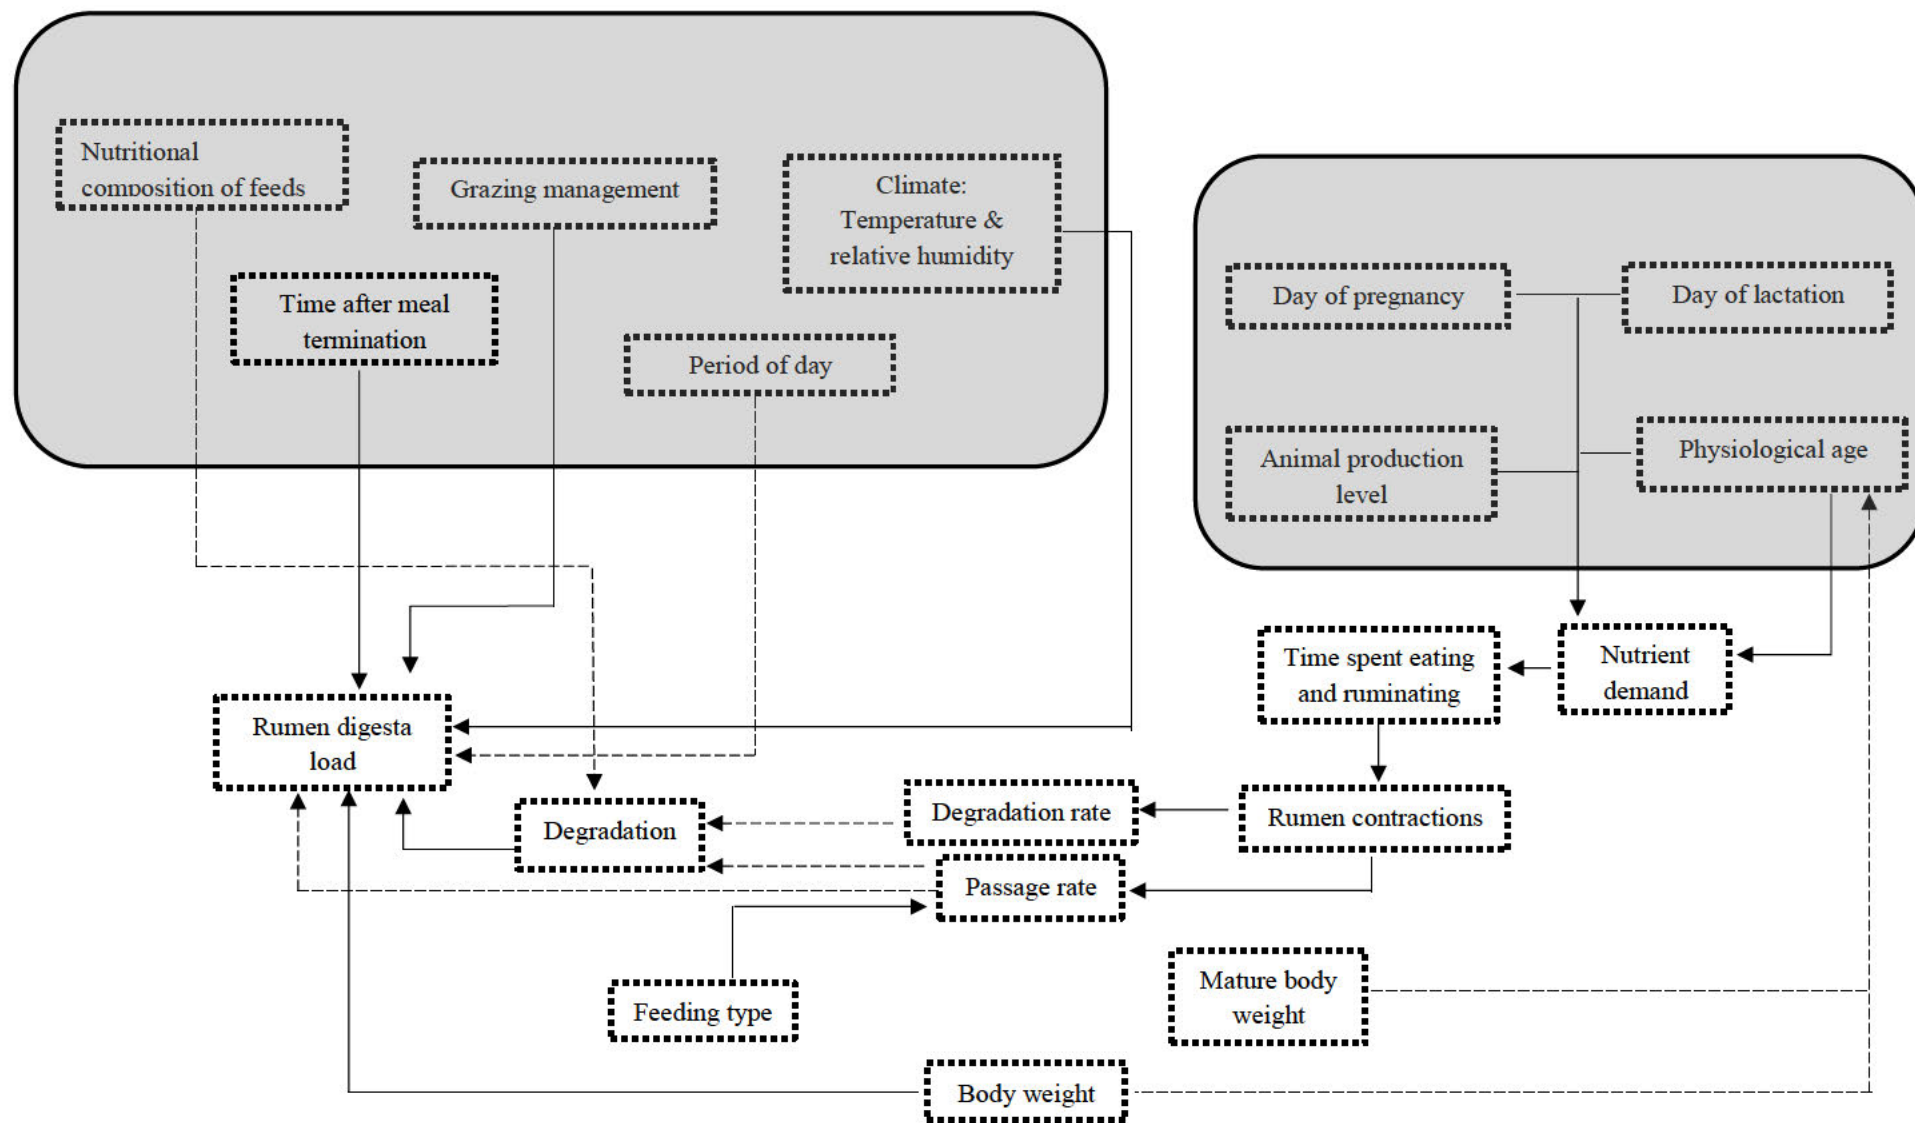 Nutritional
composition of feeds
Grazing management
Climate:
Temperature &
relative humidity
Time after meal
termination
Period of day
Day of pregnancy
Day of lactation
Animal production
level
Physiological age
Time spent eating
and ruminating
Nutrient
demand
Rumen digesta
load
Degradation
Degradation rate
Rumen contractions
Passage rate
Feeding type
Mature body
weight
Body weight